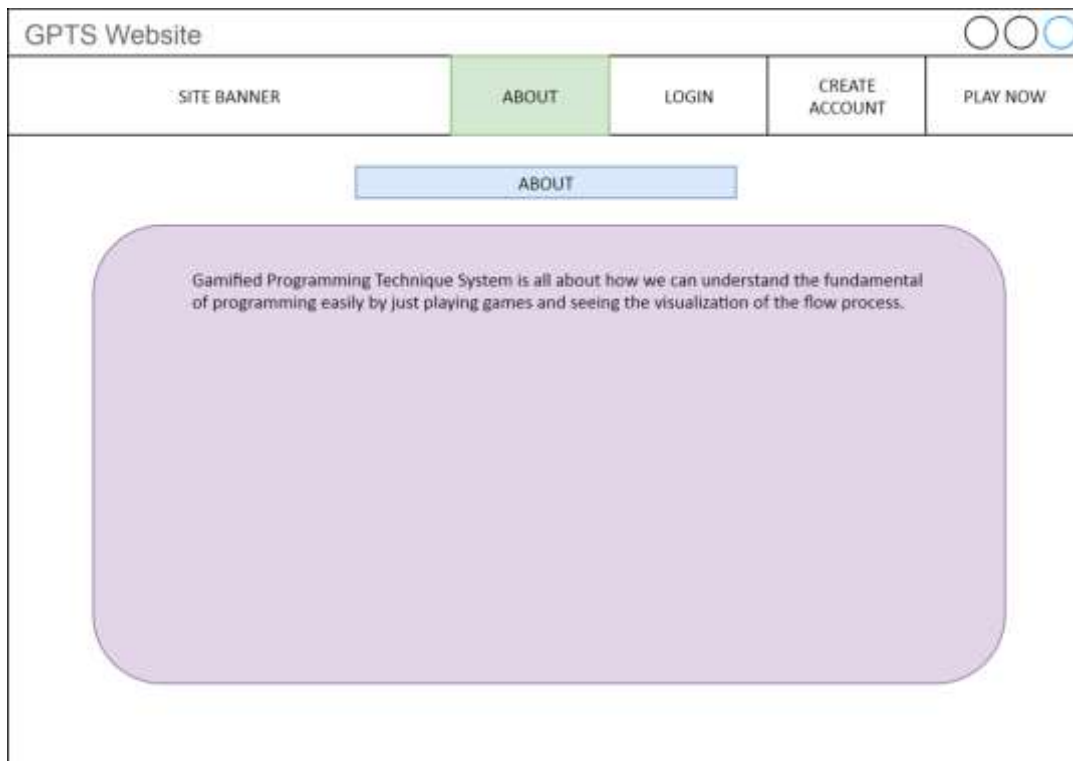 GPTS Website
SITE BANNER
ABOUT
LOGIN
CREATE
ACCOUNT
PLAY NOW
ABOUT
Gamified Programming Technique System is all about how we can understand the fundamental
of programming easily by just playing games and seeing the visualization of the flow process.